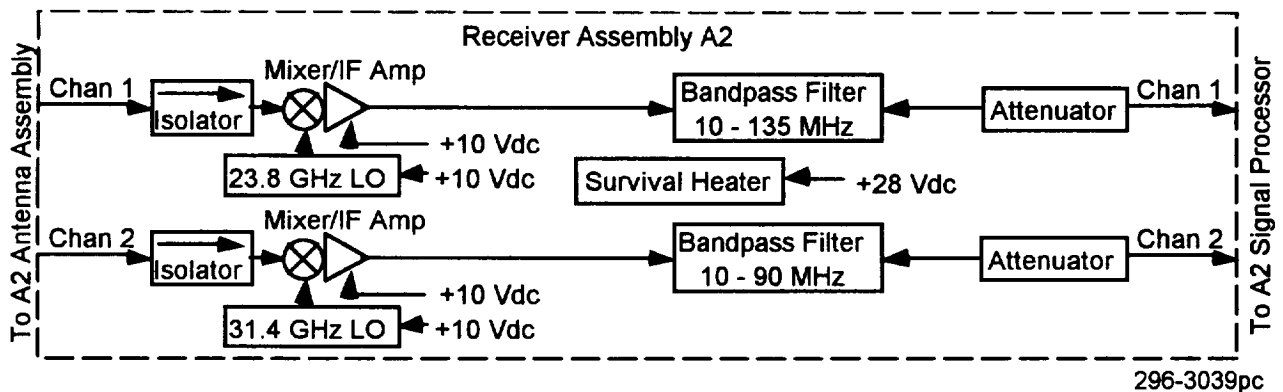 Receiver Assembly A2
To A2 Antenna Assembly
Chan 1
Isolator
Mixer/IF Amp
+10 Vdc
23.8 GHz LO
+10 Vdc
Bandpass Filter
10 - 135 MHz
Attenuator
Chan 1
Survival Heater
+28 Vdc
Chan 2
Isolator
Mixer/IF Amp
+10 Vdc
31.4 GHz LO
+10 Vdc
Bandpass Filter
10 - 90 MHz
Attenuator
Chan 2
To A2 Signal Processor
296-3039pc